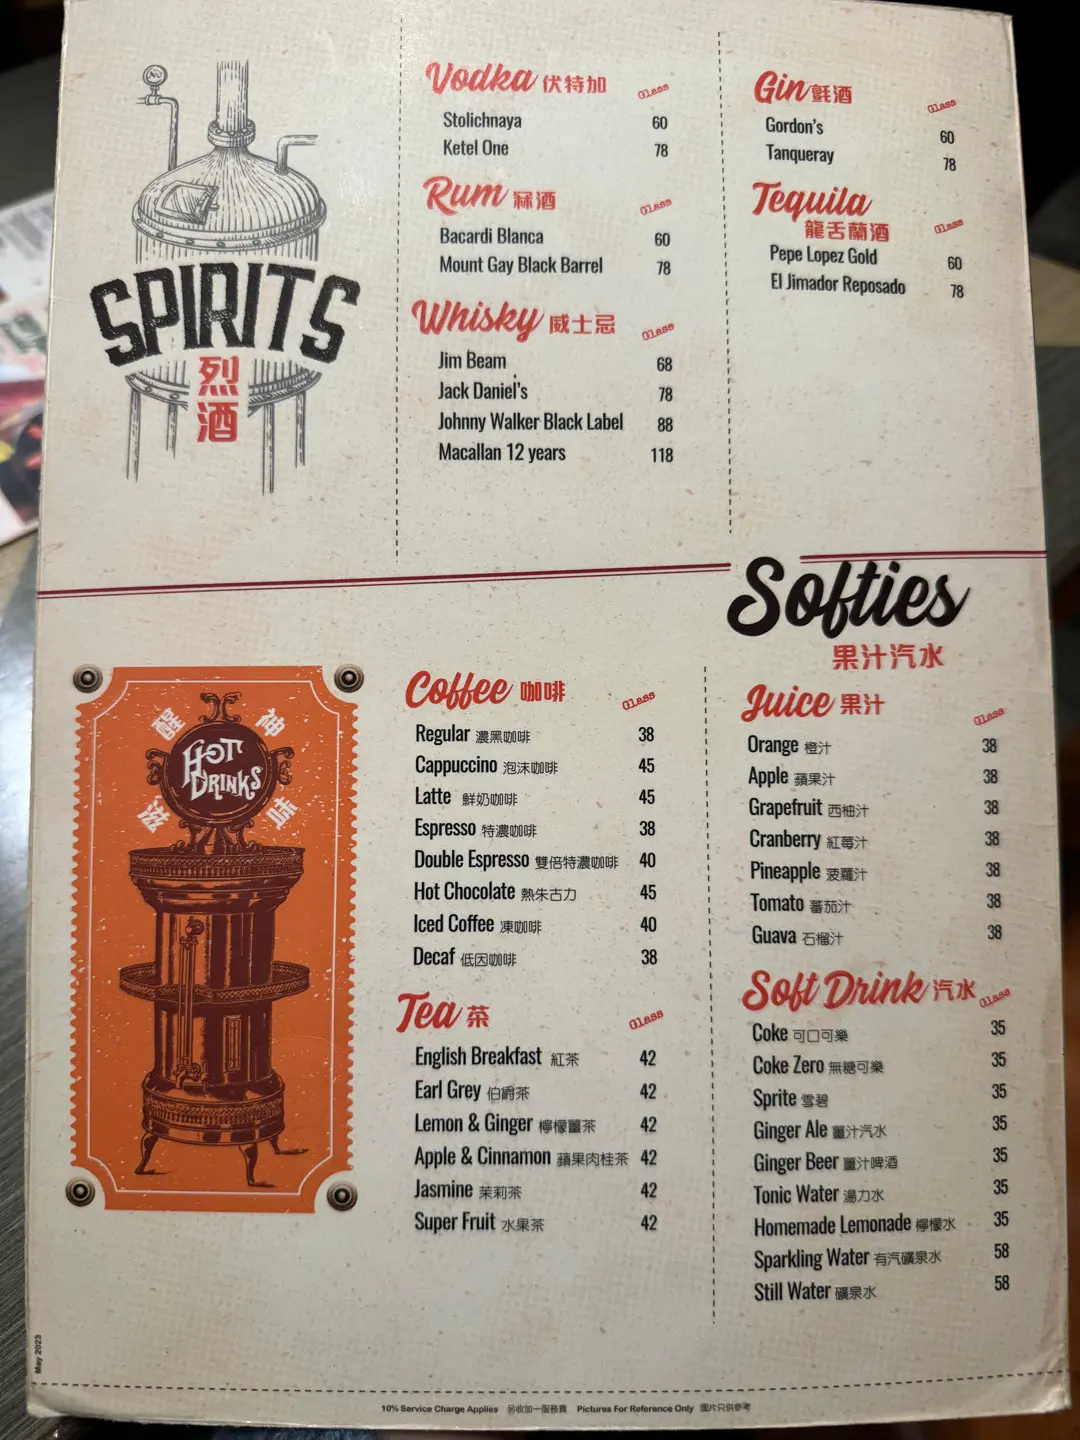 SPIRITS
烈
酒
Vodka 伏特加 Glass
Stolichnaya 60
Ketel One 78
Rum 冧酒 Glass
Bacardi Blanca 60
Mount Gay Black Barrel 78
Whisky 威士忌 Glass
Jim Beam 68
Jack Daniel's 78
Johnny Walker Black Label 88
Macallan 12 years 118
Gin 氈酒 Glass
Gordon's 60
Tanqueray 78
Tequila
龍舌蘭酒 Glass
Pepe Lopez Gold 60
El Jimador Reposado 78
Softies
果汁汽水
醒 神
HOT
DRINKS
滋 味
Coffee 咖啡 Glass
Regular 濃黑咖啡 38
Cappuccino 泡沫咖啡 45
Latte 鮮奶咖啡 45
Espresso 特濃咖啡 38
Double Espresso 雙倍特濃咖啡 40
Hot Chocolate 熱朱古力 45
Iced Coffee 凍咖啡 40
Decaf 低因咖啡 38
Tea 茶 Glass
English Breakfast 紅茶 42
Earl Grey 伯爵茶 42
Lemon & Ginger 檸檬薑茶 42
Apple & Cinnamon 蘋果肉桂茶 42
Jasmine 茉莉茶 42
Super Fruit 水果茶 42
Juice 果汁 Glass
Orange 橙汁 38
Apple 蘋果汁 38
Grapefruit 西柚汁 38
Cranberry 紅莓汁 38
Pineapple 菠蘿汁 38
Tomato 蕃茄汁 38
Guava 石榴汁 38
Soft Drink 汽水 Glass
Coke 可口可樂 35
Coke Zero 無糖可樂 35
Sprite 雪碧 35
Ginger Ale 薑汁汽水 35
Ginger Beer 薑汁啤酒 35
Tonic Water 湯力水 35
Homemade Lemonade 檸檬水 35
Sparkling Water 有汽礦泉水 58
Still Water 礦泉水 58
May 2023
10% Service Charge Applies 另收加一服務費 Pictures For Reference Only 圖片只供參考